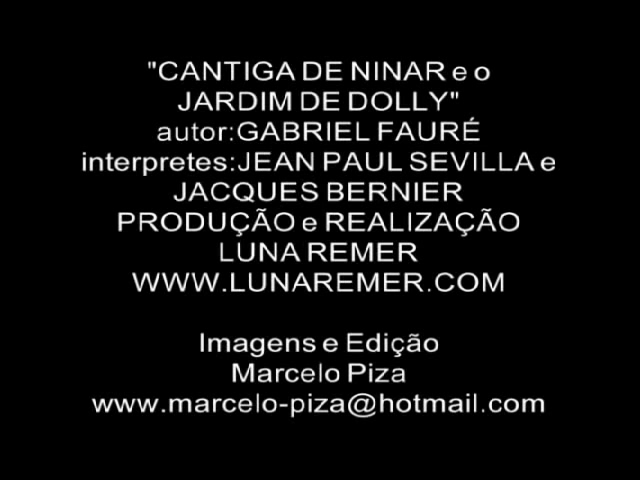 "CANTIGA DE NINAR e o
JARDIM DE DOLLY"
autor:GABRIEL FAURÉ
interpretes:JEAN PAUL SEVILLA e
JACQUES BERNIER
PRODUÇÃO e REALIZAÇÃO
LUNA REMER
WWW.LUNAREMER.COM
Imagens e Edição
Marcelo Piza
www.marcelo-piza@hotmail.com